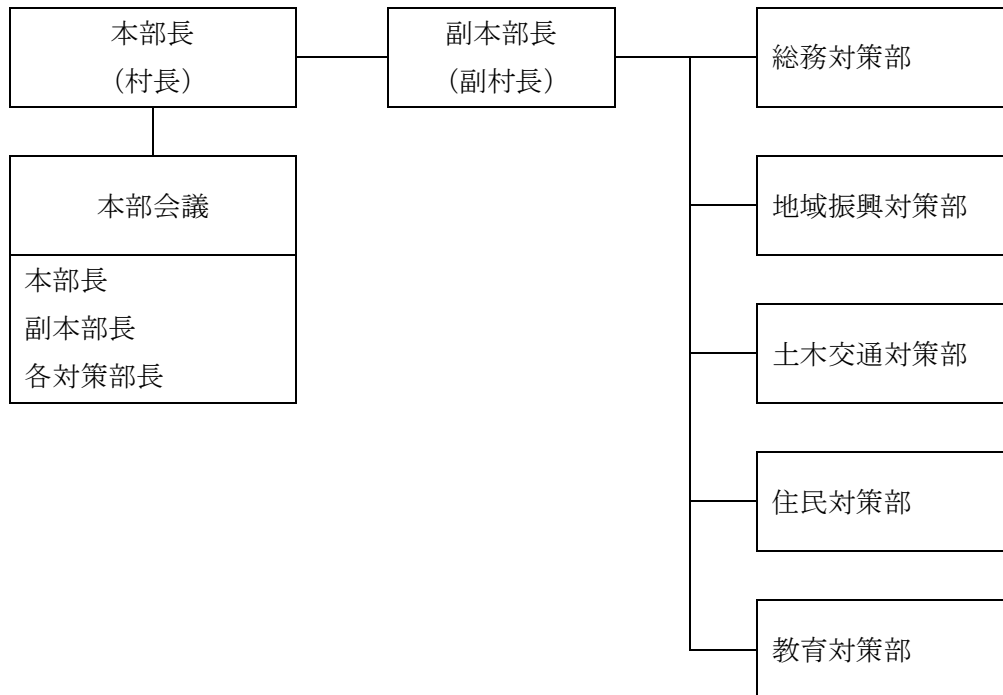 本部長
（村長）
副本部長
（副村長）
総務対策部
本部会議
本部長
副本部長
各対策部長
地域振興対策部
土木交通対策部
住民対策部
教育対策部